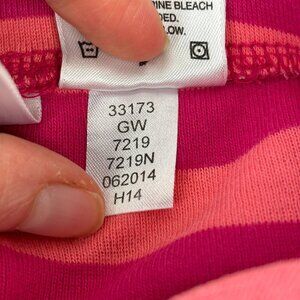 INE BLEACH
DED.
LOW.
33173
GW
7219
7219N
062014
H14